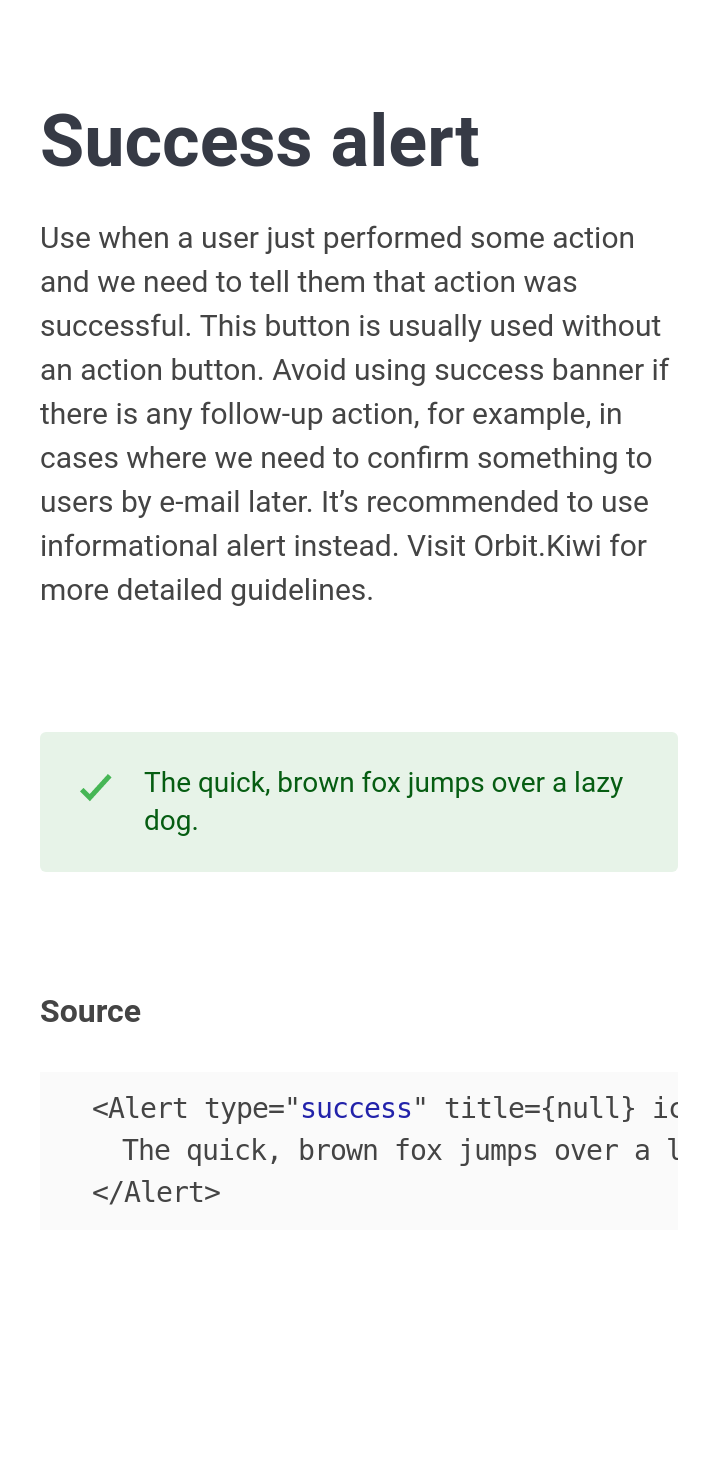 Success alert
Use when a user just performed some action
and we need to tell them that action was
successful. This button is usually used without
an action button. Avoid using success banner if
there is any follow-up action, for example, in
cases where we need to confirm something to
users by e-mail later. It’s recommended to use
informational alert instead. Visit Orbit.Kiwi for
more detailed guidelines.
The quick, brown fox jumps over a lazy
dog.
Source
<Alert type="success" title={null} ic
The quick, brown fox jumps over a l
</Alert>